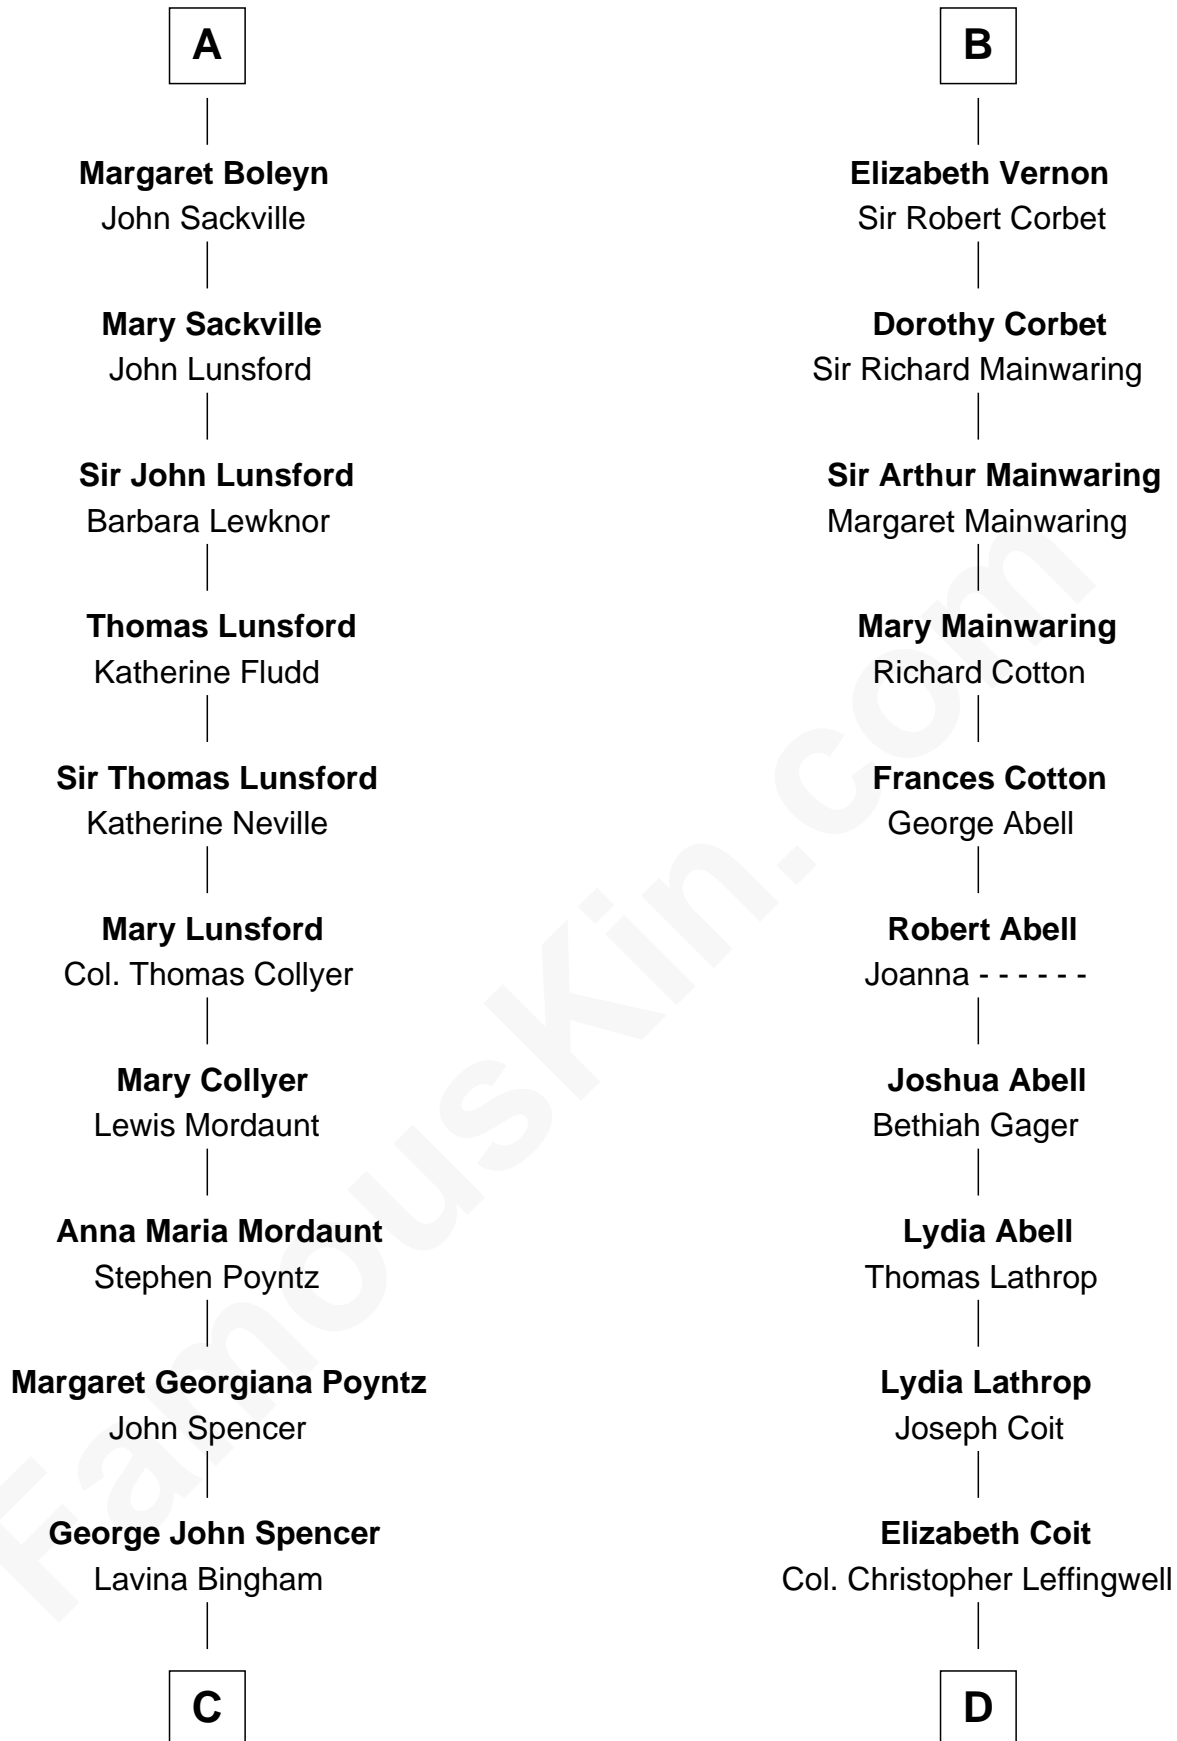 A
Margaret Boleyn
John Sackville
Mary Sackville
John Lunsford
Sir John Lunsford
Barbara Lewknor
Thomas Lunsford
Katherine Fludd
Sir Thomas Lunsford
Katherine Neville
Mary Lunsford
Col. Thomas Collyer
Mary Collyer
Lewis Mordaunt
Anna Maria Mordaunt
Stephen Poyntz
Margaret Georgiana Poyntz
John Spencer
George John Spencer
Lavina Bingham
C
B
Elizabeth Vernon
Sir Robert Corbet
Dorothy Corbet
Sir Richard Mainwaring
Sir Arthur Mainwaring
Margaret Mainwaring
Mary Mainwaring
Richard Cotton
Frances Cotton
George Abell
Robert Abell
Joanna - - - - - -
Joshua Abell
Bethiah Gager
Lydia Abell
Thomas Lathrop
Lydia Lathrop
Joseph Coit
Elizabeth Coit
Col. Christopher Leffingwell
D
FamousKin.com